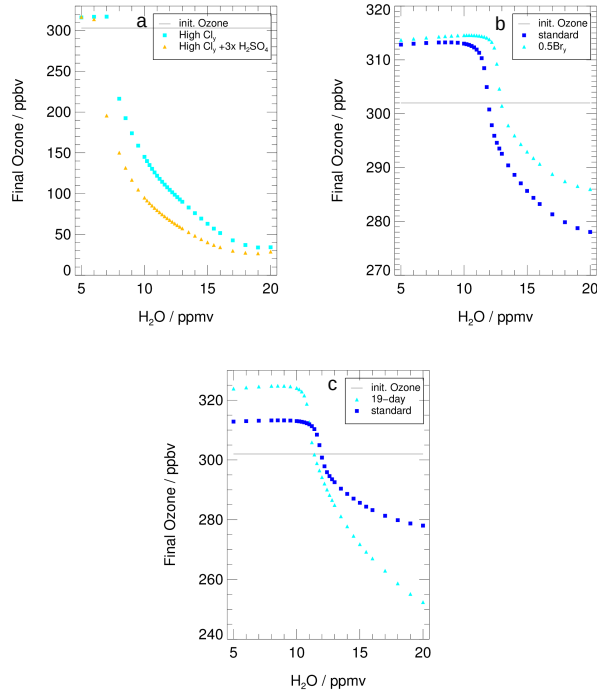 a
init. Ozone
High Clᵧ
High Clᵧ +3x H₂SO₄
Final Ozone / ppbv
300
250
200
150
100
50
0
5 10 15 20
H₂O / ppmv
b
init. Ozone
standard
0.5Brᵧ
Final Ozone / ppbv
320
310
300
290
280
270
5 10 15 20
H₂O / ppmv
c
init. Ozone
19−day
standard
Final Ozone / ppbv
320
300
280
260
240
5 10 15 20
H₂O / ppmv